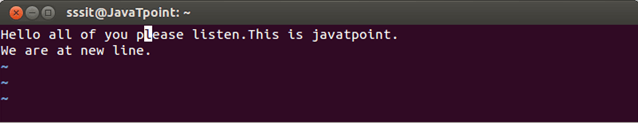 sssit@JavaTpoint: ~
Hello all of you please listen.This is javatpoint.
We are at new line.
~
~
~